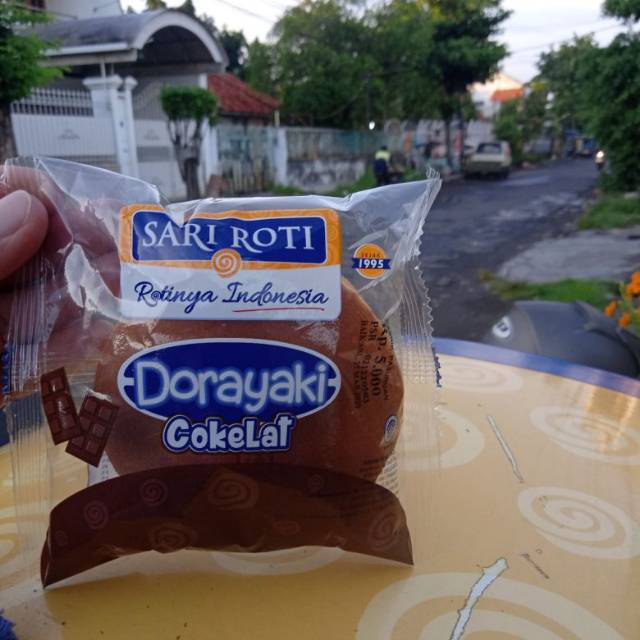 SARI ROTI
Rotinya Indonesia
SEJAK
1995
Dorayaki
Cokelat